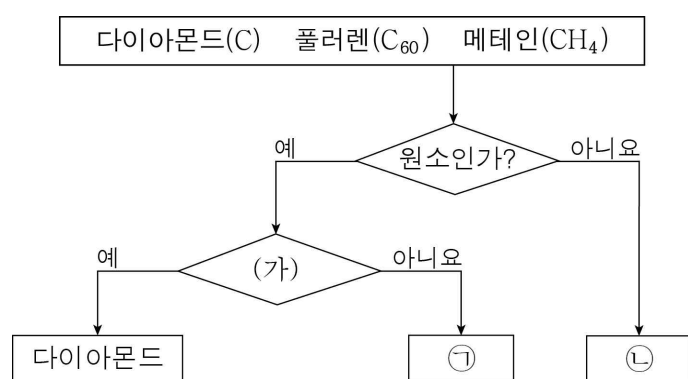 다이아몬드(C) 풀러렌(C₆₀) 메테인(CH₄)
예 원소인가? 아니요
예 (가) 아니요
다이아몬드 ㉠ ㉡